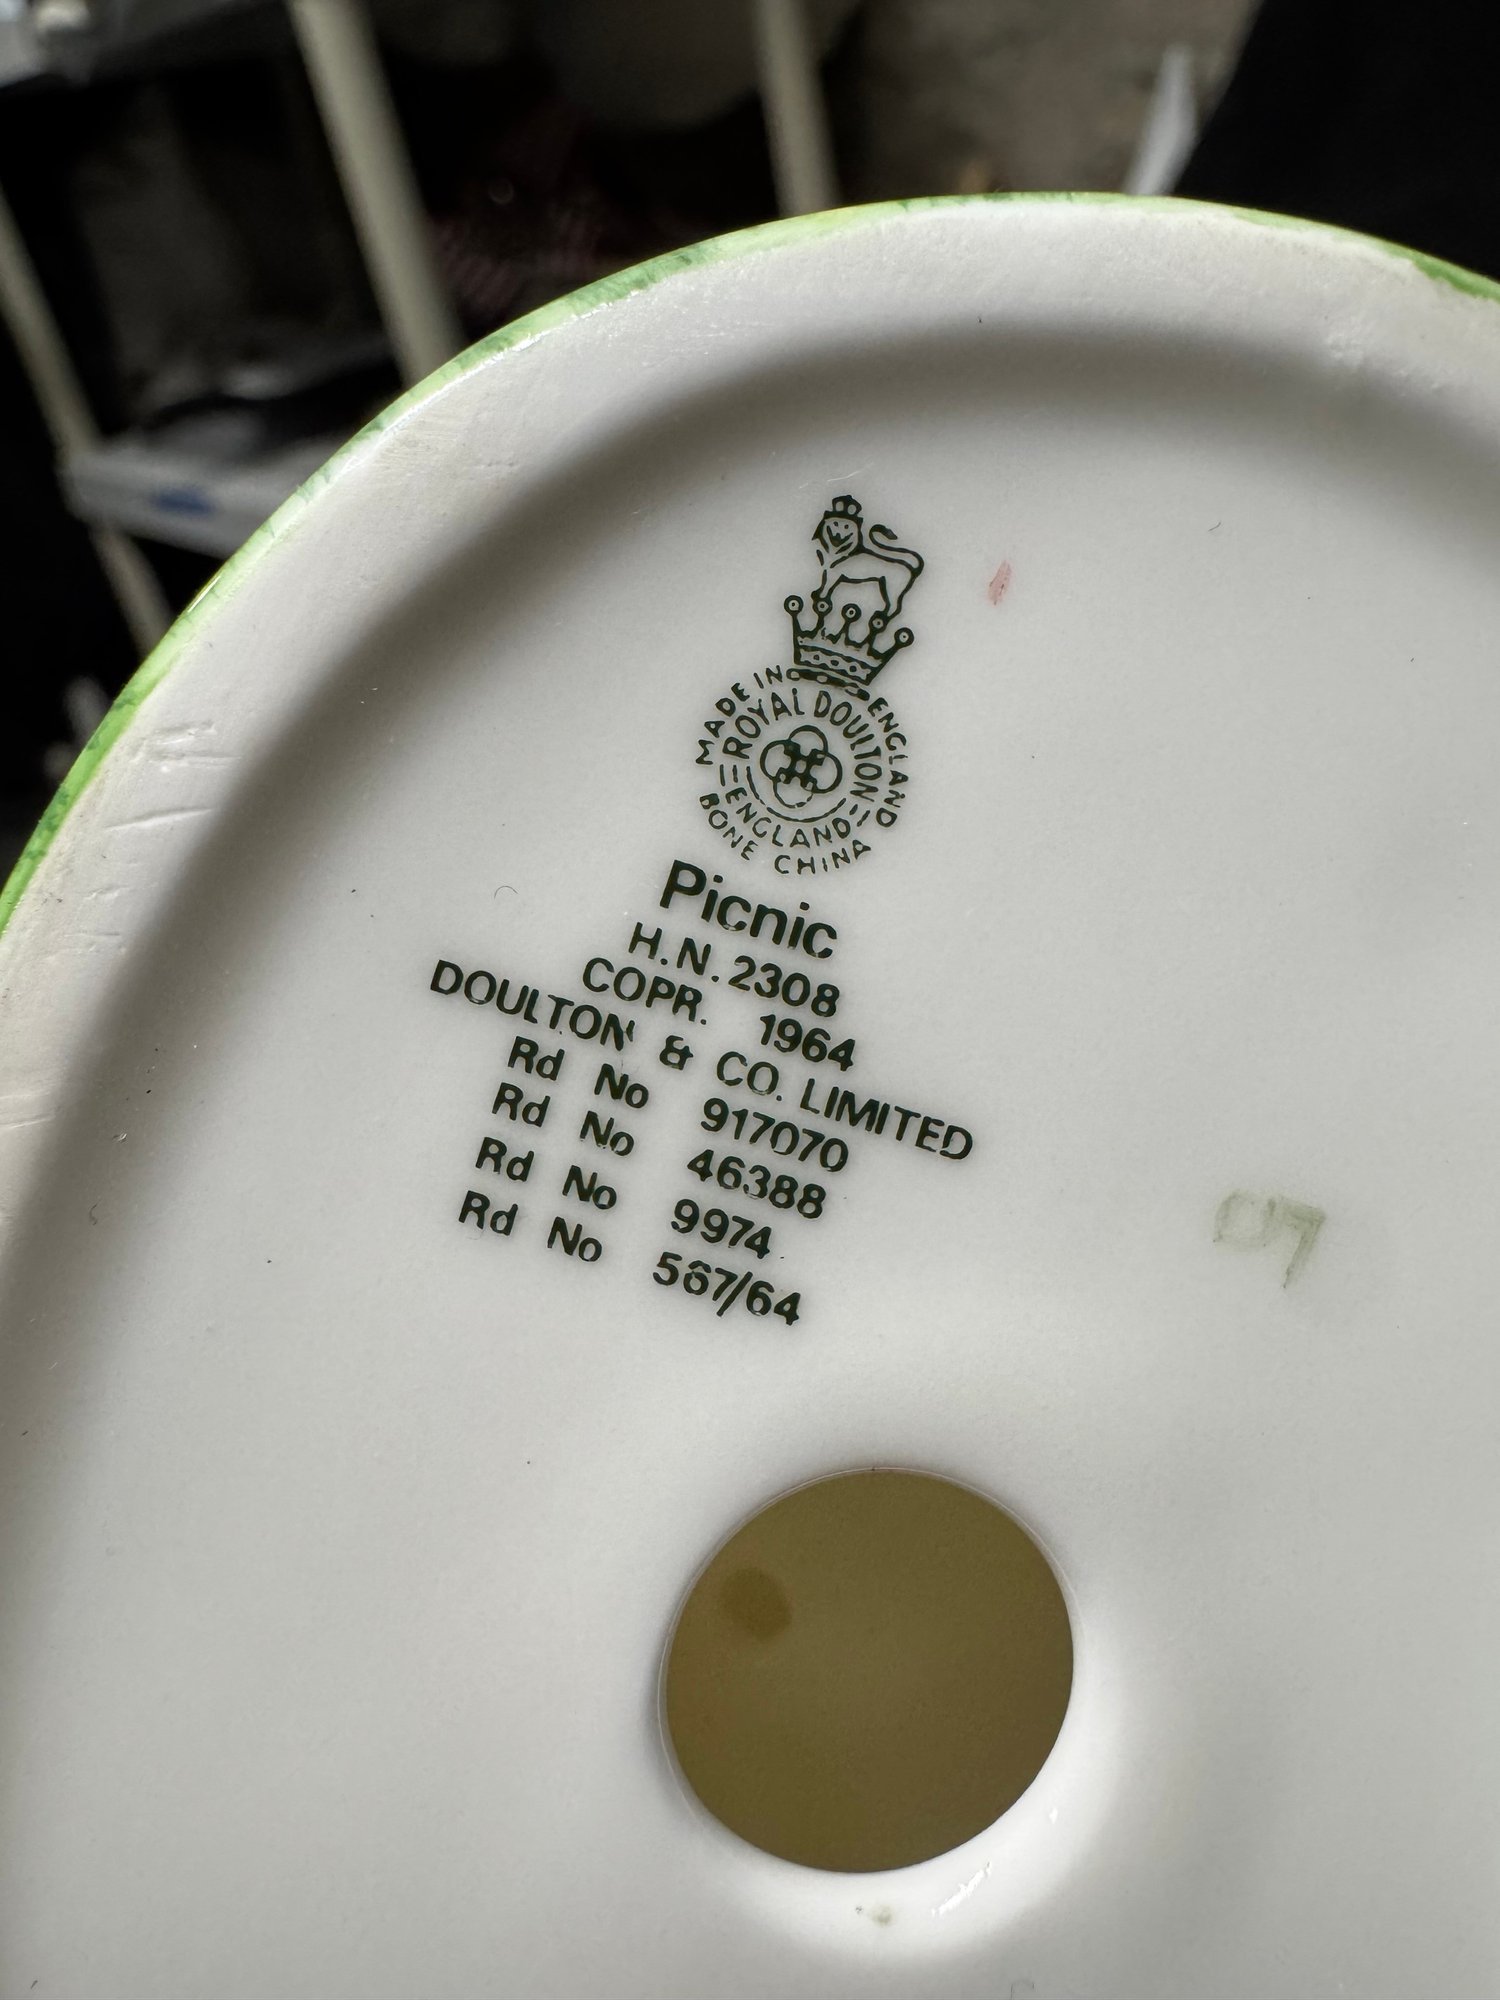 MADE IN ENGLAND
ROYAL DOULTON
ENGLAND
BONE CHINA
Picnic
H.N. 2308
COPR. 1964
DOULTON & CO. LIMITED
Rd No 917070
Rd No 46388
Rd No 9974
Rd No 567/64